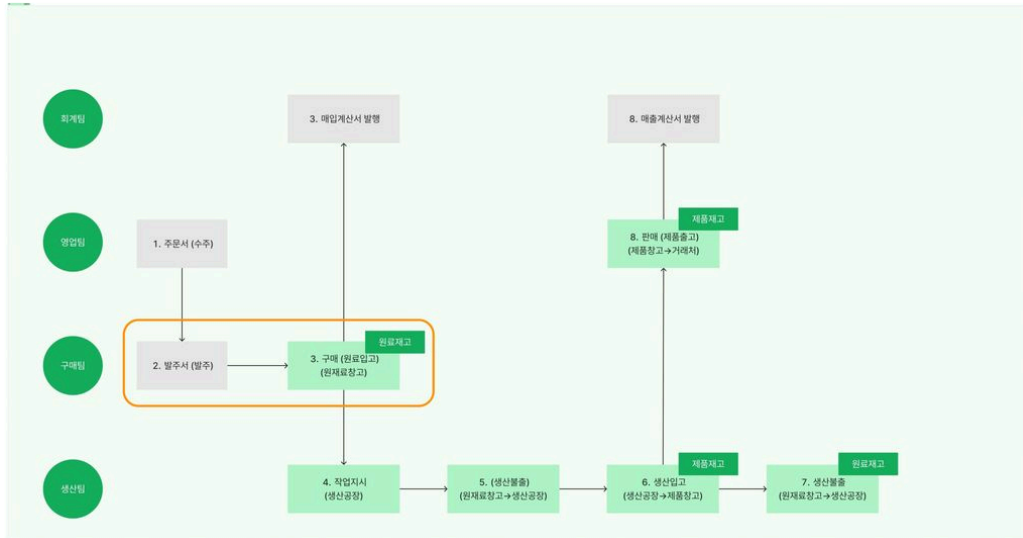 회계팀
3. 매입계산서 발행
8. 매출계산서 발행
제품재고
영업팀
1. 주문서 (수주)
8. 판매 (제품출고)
(제품창고→거래처)
원료재고
구매팀
2. 발주서 (발주)
3. 구매 (원료입고)
(원재료창고)
제품재고
원료재고
생산팀
4. 작업지시
(생산공장)
5. (생산불출)
(원재료창고→생산공장)
6. 생산입고
(생산공장→제품창고)
7. 생산불출
(원재료창고→생산공장)